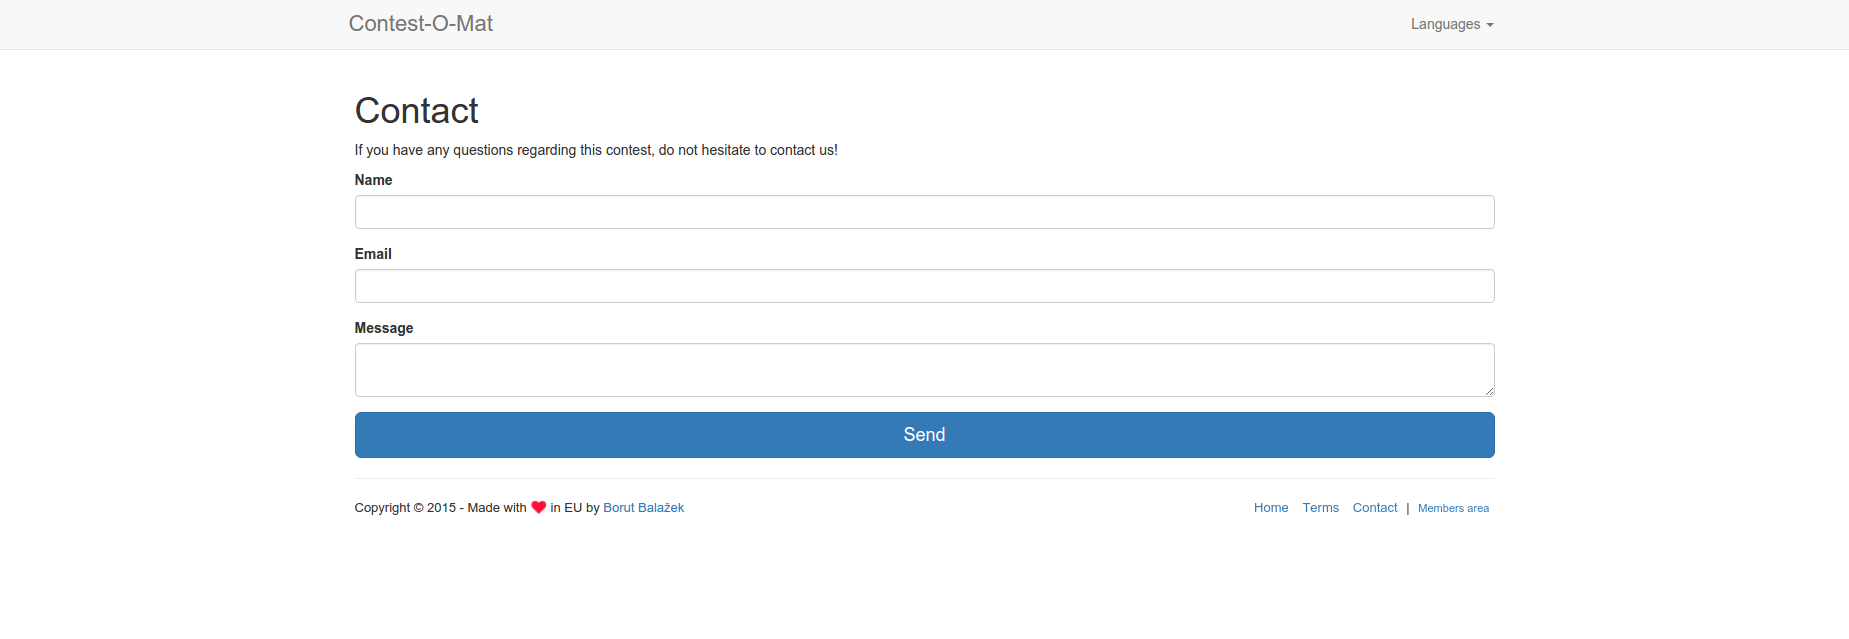 Contest-O-Mat Languages
Contact
If you have any questions regarding this contest, do not hesitate to contact us!
Name
Email
Message
Send
Copyright © 2015 - Made with ❤ in EU by Borut Balažek Home Terms Contact | Members area